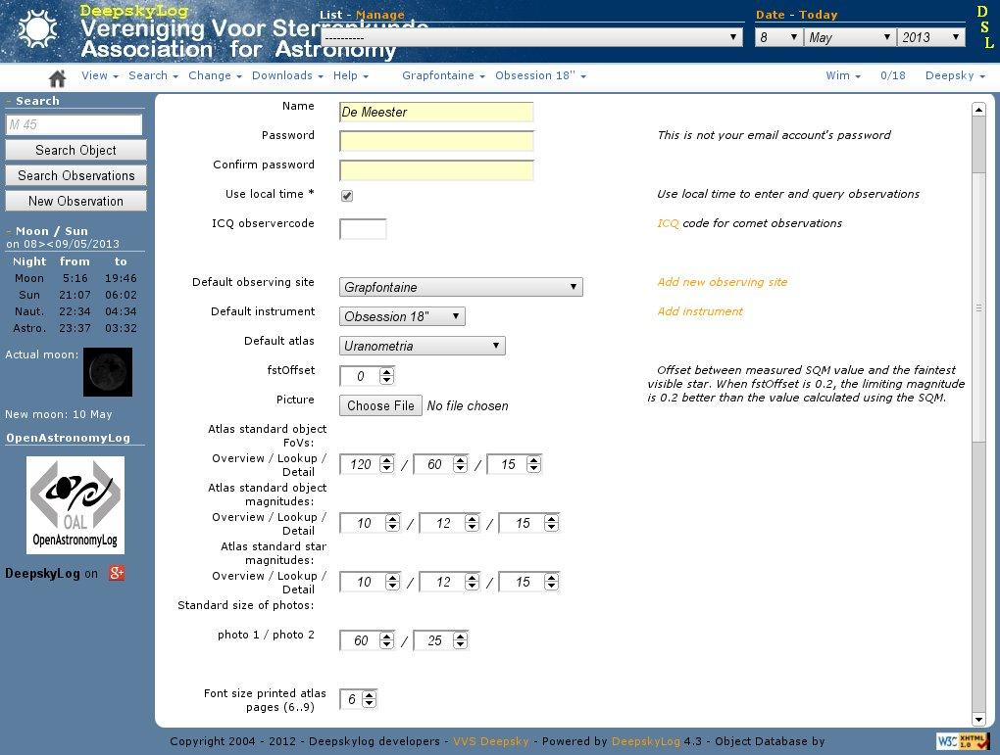 DeepskyLog
Vereniging Voor Sterrenkunde
Association for Astronomy
List - Manage
----------
Date - Today
8 May 2013
DSL
View Search Change Downloads Help Grapfontaine Obsession 18" Wim 0/18 Deepsky
- Search
M 45
Search Object
Search Observations
New Observation
- Moon / Sun
on 08><09/05/2013
Night from to
Moon 5:16 19:46
Sun 21:07 06:02
Naut. 22:34 04:34
Astro. 23:37 03:32
Actual moon:
New moon: 10 May
OpenAstronomyLog
OAL
OpenAstronomyLog
DeepskyLog on g+
Name De Meester
Password This is not your email account's password
Confirm password
Use local time * Use local time to enter and query observations
ICQ observercode ICQ code for comet observations
Default observing site Grapfontaine Add new observing site
Default instrument Obsession 18" Add instrument
Default atlas Uranometria
fstOffset 0 Offset between measured SQM value and the faintest
visible star. When fstOffset is 0.2, the limiting magnitude
is 0.2 better than the value calculated using the SQM.
Picture Choose File No file chosen
Atlas standard object
FoVs:
Overview / Lookup /
Detail 120 / 60 / 15
Atlas standard object
magnitudes:
Overview / Lookup /
Detail 10 / 12 / 15
Atlas standard star
magnitudes:
Overview / Lookup /
Detail 10 / 12 / 15
Standard size of photos:
photo 1 / photo 2 60 / 25
Font size printed atlas
pages (6..9) 6
Copyright 2004 - 2012 - Deepskylog developers - VVS Deepsky - Powered by DeepskyLog 4.3 - Object Database by
W3C XHTML 1.0